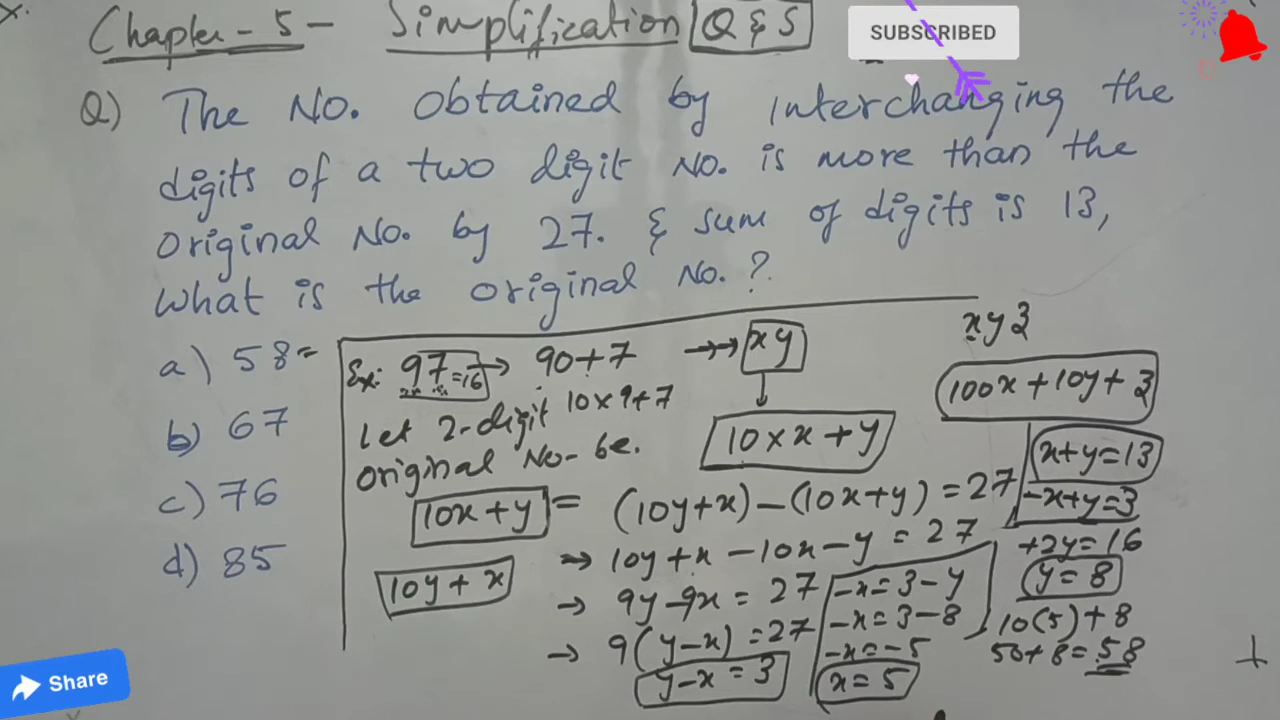 Chapter - 5 - Simplification Q & S
SUBSCRIBED
Q) The No. obtained by interchanging the
digits of a two digit No. is more than the
original No. by 27. & sum of digits is 13,
what is the original No. ?
a) 58
b) 67
c) 76
d) 85
Ex: 97 = 16 → 90+7 →→ xy
10×9+7
Let 2-digit
original No- be.
10×x+y
xyz
100x+10y+z
10x+y = (10y+x)-(10x+y) = 27
10y+x
→ 10y+x-10x-y = 27
→ 9y-9x = 27
→ 9(y-x) = 27
y-x = 3
-x = 3-y
-x = 3-8
-x = -5
x = 5
x+y=13
-x+y=3
+2y=16
y=8
10(5)+8
50+8=58
Share